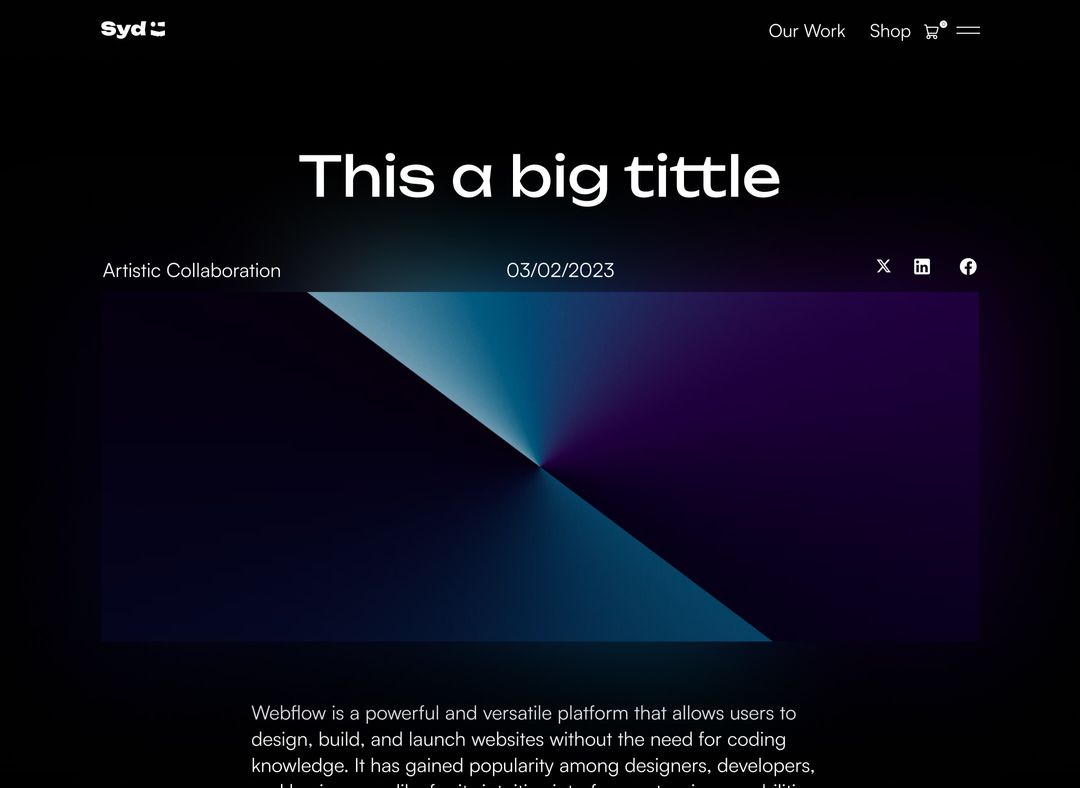 Syd
Our Work Shop 0
This a big tittle
Artistic Collaboration 03/02/2023
Webflow is a powerful and versatile platform that allows users to
design, build, and launch websites without the need for coding
knowledge. It has gained popularity among designers, developers,